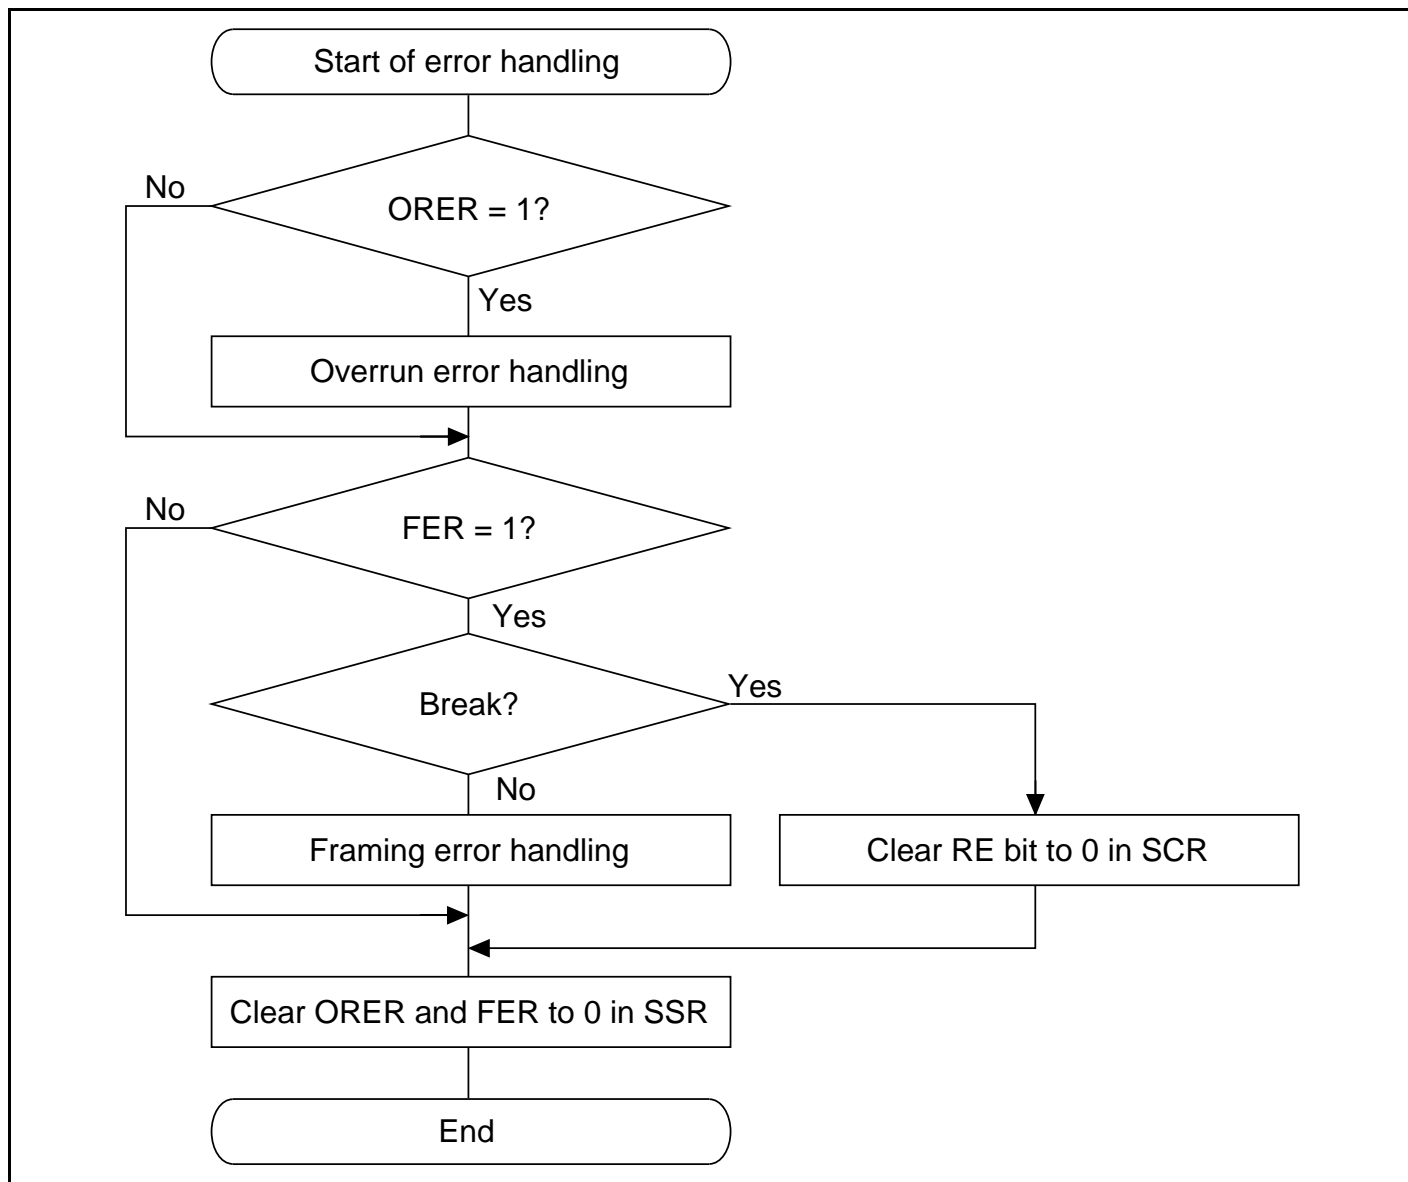 Start of error handling
No
ORER = 1?
Yes
Overrun error handling
No
FER = 1?
Yes
Break?
Yes
No
Framing error handling
Clear RE bit to 0 in SCR
Clear ORER and FER to 0 in SSR
End